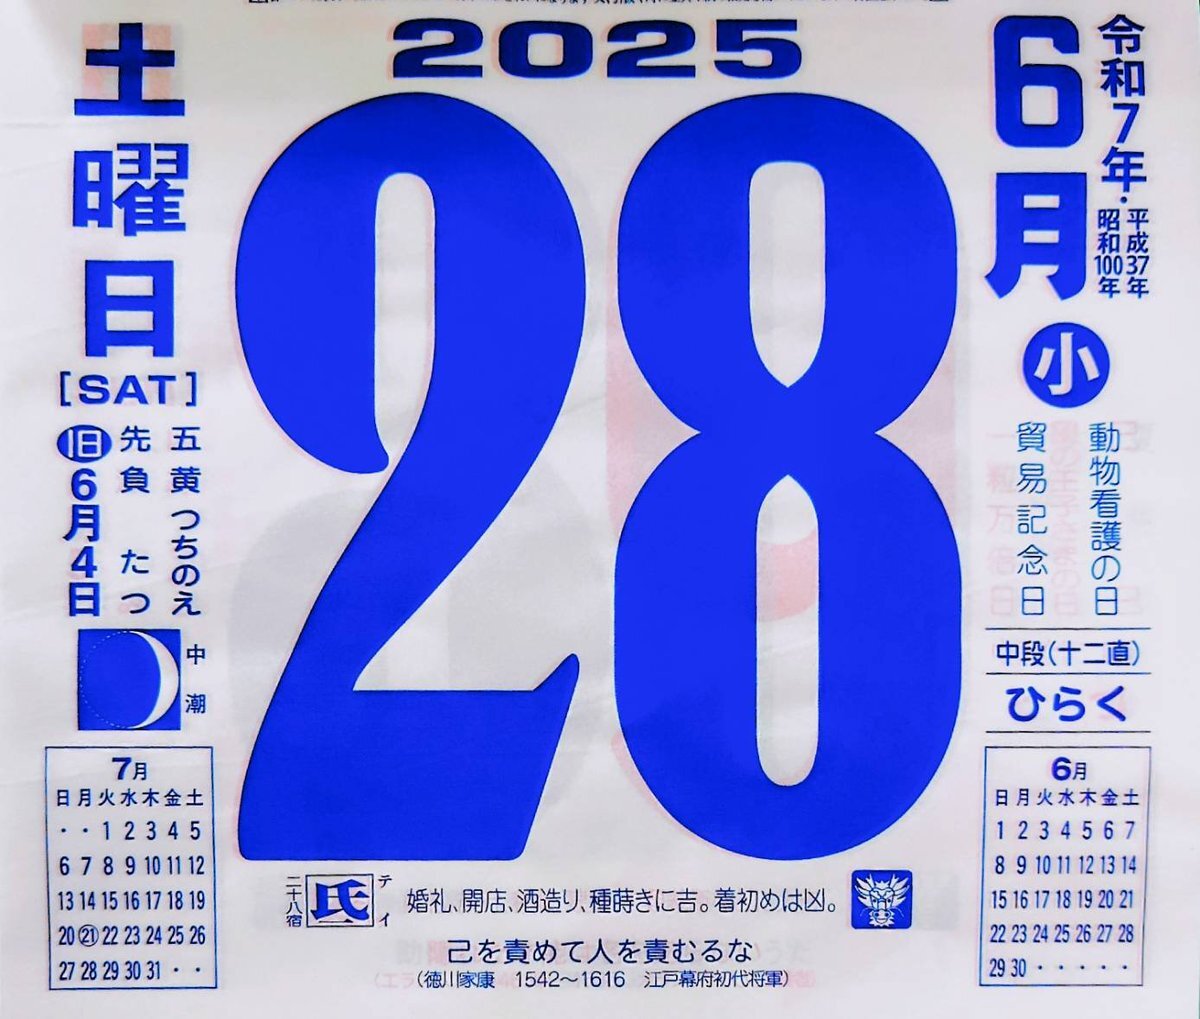 2025
6月
令和7年・平成37年
昭和100年
小
動物看護の日
貿易記念日
中段(十二直)
ひらく
土曜日
[SAT]
五黄 つちのえ
先負 たつ
旧6月4日
中潮
7月
日月火水木金土
・・1 2 3 4 5
6 7 8 9 10 11 12
13 14 15 16 17 18 19
20 ㉑ 22 23 24 25 26
27 28 29 30 31 ・・
28
6月
日月火水木金土
1 2 3 4 5 6 7
8 9 10 11 12 13 14
15 16 17 18 19 20 21
22 23 24 25 26 27 28
29 30 ・・・・・
二十八宿 氐 テイ
婚礼、開店、酒造り、種蒔きに吉。着初めは凶。
己を責めて人を責むるな
(徳川家康 1542〜1616 江戸幕府初代将軍)